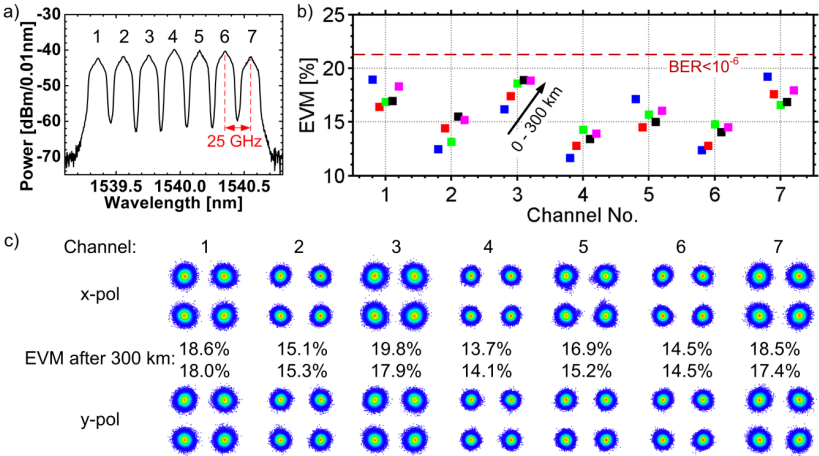 a)
-30
-40
-50
-60
-70
Power [dBm/0.01nm]
1 2 3 4 5 6 7
25 GHz
1539.5 1540.0 1540.5
Wavelength [nm]
b)
25
20
15
10
EVM [%]
BER<10⁻⁶
0 - 300 km
1 2 3 4 5 6 7
Channel No.
c)
Channel: 1 2 3 4 5 6 7
x-pol
EVM after 300 km:
18.6% 15.1% 19.8% 13.7% 16.9% 14.5% 18.5%
18.0% 15.3% 17.9% 14.1% 15.2% 14.5% 17.4%
y-pol